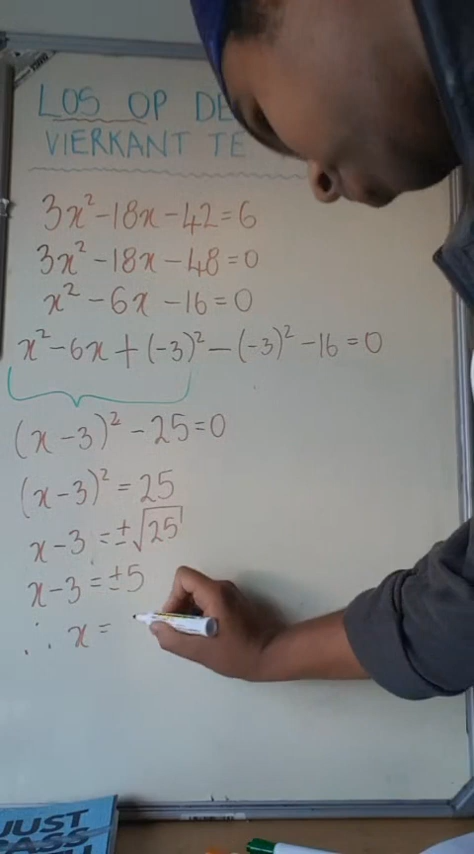 LOS OP DE
VIERKANT TE
3x²-18x-42=6
3x²-18x-48=0
x²-6x-16=0
x²-6x+(-3)²-(-3)²-16=0
(x-3)²-25=0
(x-3)²=25
x-3=±√25
x-3=±5
∴ x=
JUST
PASS